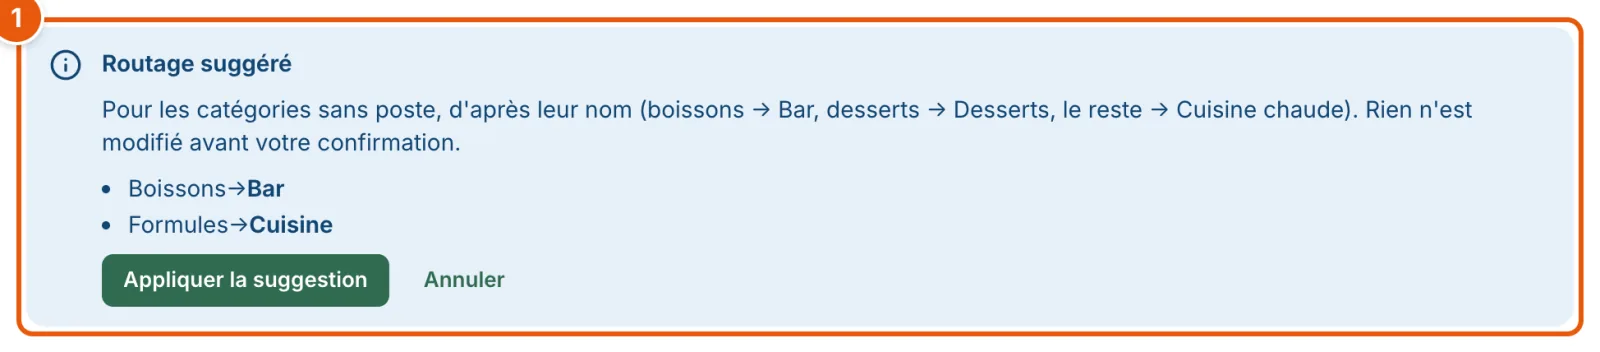 1
Routage suggéré
Pour les catégories sans poste, d'après leur nom (boissons → Bar, desserts → Desserts, le reste → Cuisine chaude). Rien n'est
modifié avant votre confirmation.
• Boissons→Bar
• Formules→Cuisine
Appliquer la suggestion Annuler